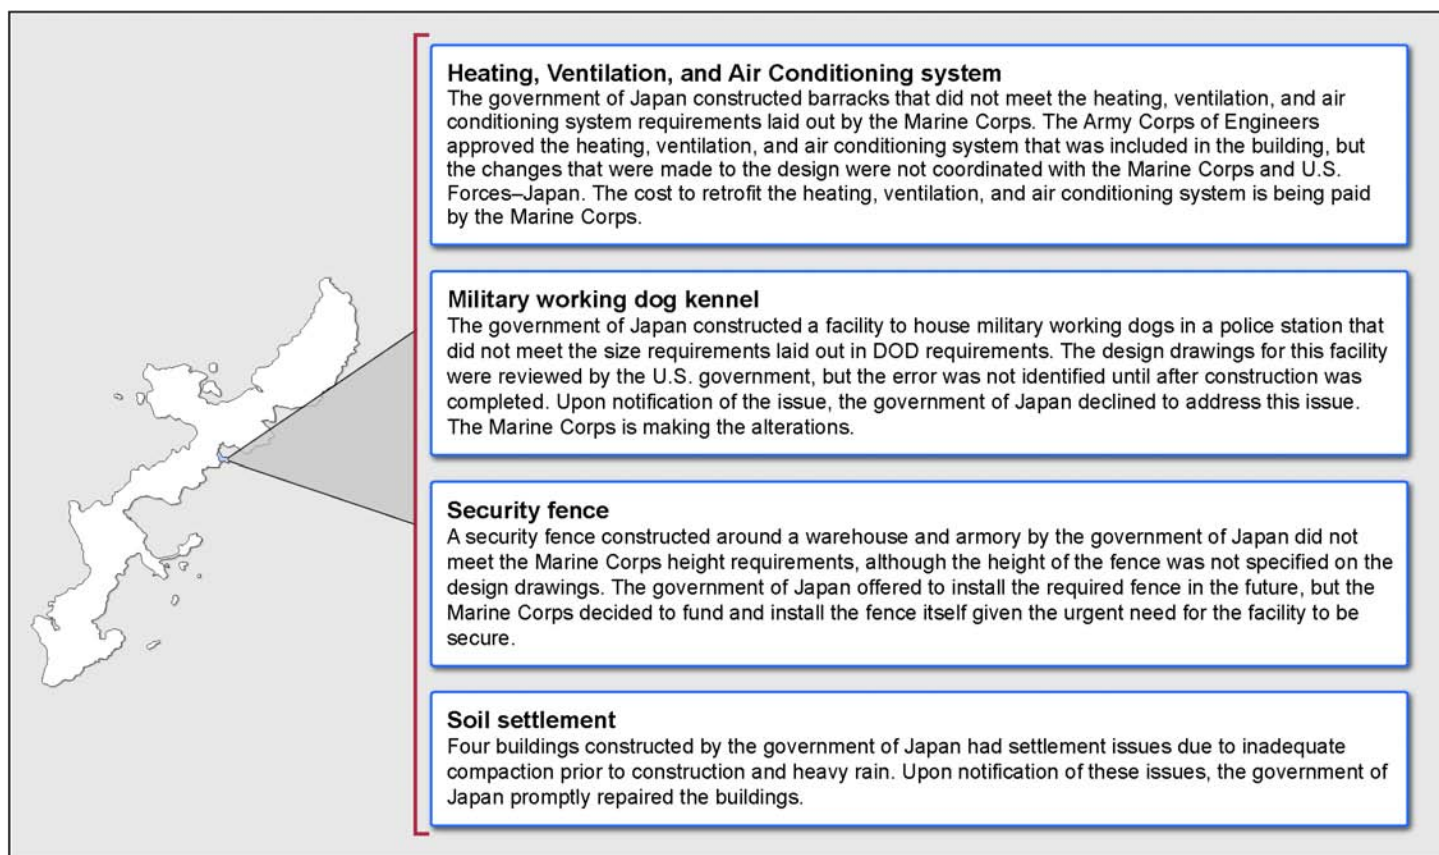 Heating, Ventilation, and Air Conditioning system
The government of Japan constructed barracks that did not meet the heating, ventilation, and air
conditioning system requirements laid out by the Marine Corps. The Army Corps of Engineers
approved the heating, ventilation, and air conditioning system that was included in the building, but
the changes that were made to the design were not coordinated with the Marine Corps and U.S.
Forces–Japan. The cost to retrofit the heating, ventilation, and air conditioning system is being paid
by the Marine Corps.
Military working dog kennel
The government of Japan constructed a facility to house military working dogs in a police station that
did not meet the size requirements laid out in DOD requirements. The design drawings for this facility
were reviewed by the U.S. government, but the error was not identified until after construction was
completed. Upon notification of the issue, the government of Japan declined to address this issue.
The Marine Corps is making the alterations.
Security fence
A security fence constructed around a warehouse and armory by the government of Japan did not
meet the Marine Corps height requirements, although the height of the fence was not specified on the
design drawings. The government of Japan offered to install the required fence in the future, but the
Marine Corps decided to fund and install the fence itself given the urgent need for the facility to be
secure.
Soil settlement
Four buildings constructed by the government of Japan had settlement issues due to inadequate
compaction prior to construction and heavy rain. Upon notification of these issues, the government of
Japan promptly repaired the buildings.